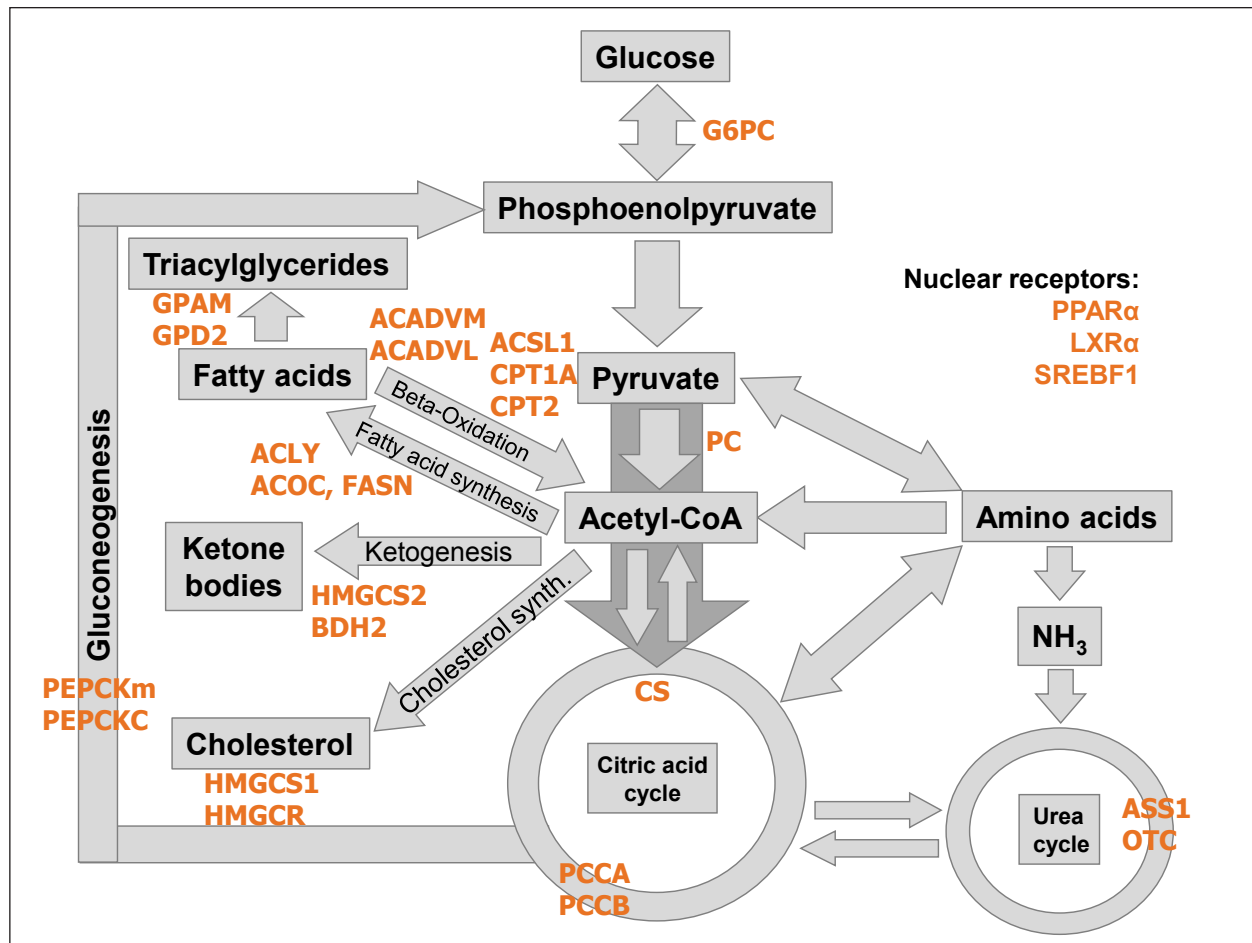 Glucose
G6PC
Phosphoenolpyruvate
Triacylglycerides
Nuclear receptors:
PPARα
LXRα
SREBF1
GPAM
GPD2
ACADVM
ACADVL
ACSL1
CPT1A
CPT2
Fatty acids
Pyruvate
Beta-Oxidation
Fatty acid synthesis
PC
ACLY
ACOC, FASN
Acetyl-CoA
Amino acids
Gluconeogenesis
Ketone
bodies
Ketogenesis
HMGCS2
BDH2
Cholesterol synth.
NH₃
PEPCKm
PEPCKC
CS
Cholesterol
HMGCS1
HMGCR
Citric acid
cycle
Urea
cycle
ASS1
OTC
PCCA
PCCB